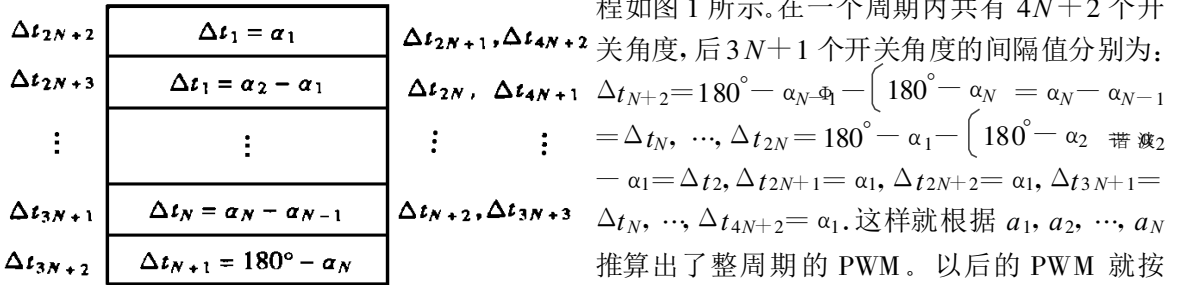 Δt2N+2 Δt1 = α1 Δt2N+1, Δt4N+2
Δt2N+3 Δt1 = α2 − α1 Δt2N, Δt4N+1
⋮ ⋮ ⋮ ⋮
Δt3N+1 ΔtN = αN − αN−1 ΔtN+2, Δt3N+3
Δt3N+2 ΔtN+1 = 180° − αN
程如图 1 所示。在一个周期内共有 4N+2 个开
关角度,后3N+1 个开关角度的间隔值分别为:
ΔtN+2=180°− αN−1 −( 180°− αN = αN− αN−1
=ΔtN, …, Δt2N=180°− α1−( 180°− α2
− α1=Δt2, Δt2N+1= α1, Δt2N+2= α1, Δt3N+1=
ΔtN, …, Δt4N+2= α1.这样就根据 a1, a2, …, aN
推算出了整周期的 PWM。以后的 PWM 就按